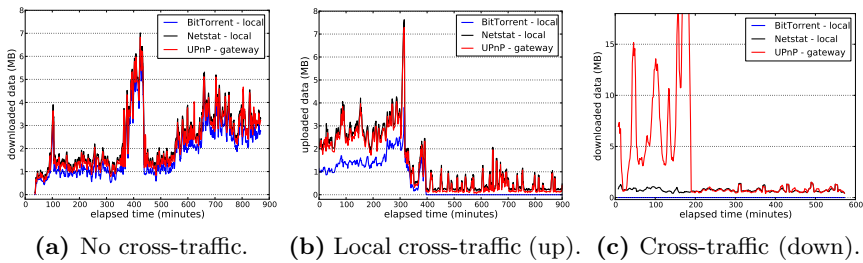 8
7
6
5
4
3
2
1
0
downloaded data (MB)
BitTorrent - local
Netstat - local
UPnP - gateway
0 100 200 300 400 500 600 700 800 900
elapsed time (minutes)
(a) No cross-traffic.
8
7
6
5
4
3
2
1
0
uploaded data (MB)
BitTorrent - local
Netstat - local
UPnP - gateway
0 100 200 300 400 500 600 700 800 900
elapsed time (minutes)
(b) Local cross-traffic (up).
15
10
5
0
downloaded data (MB)
BitTorrent - local
Netstat - local
UPnP - gateway
0 100 200 300 400 500 600
elapsed time (minutes)
(c) Cross-traffic (down).